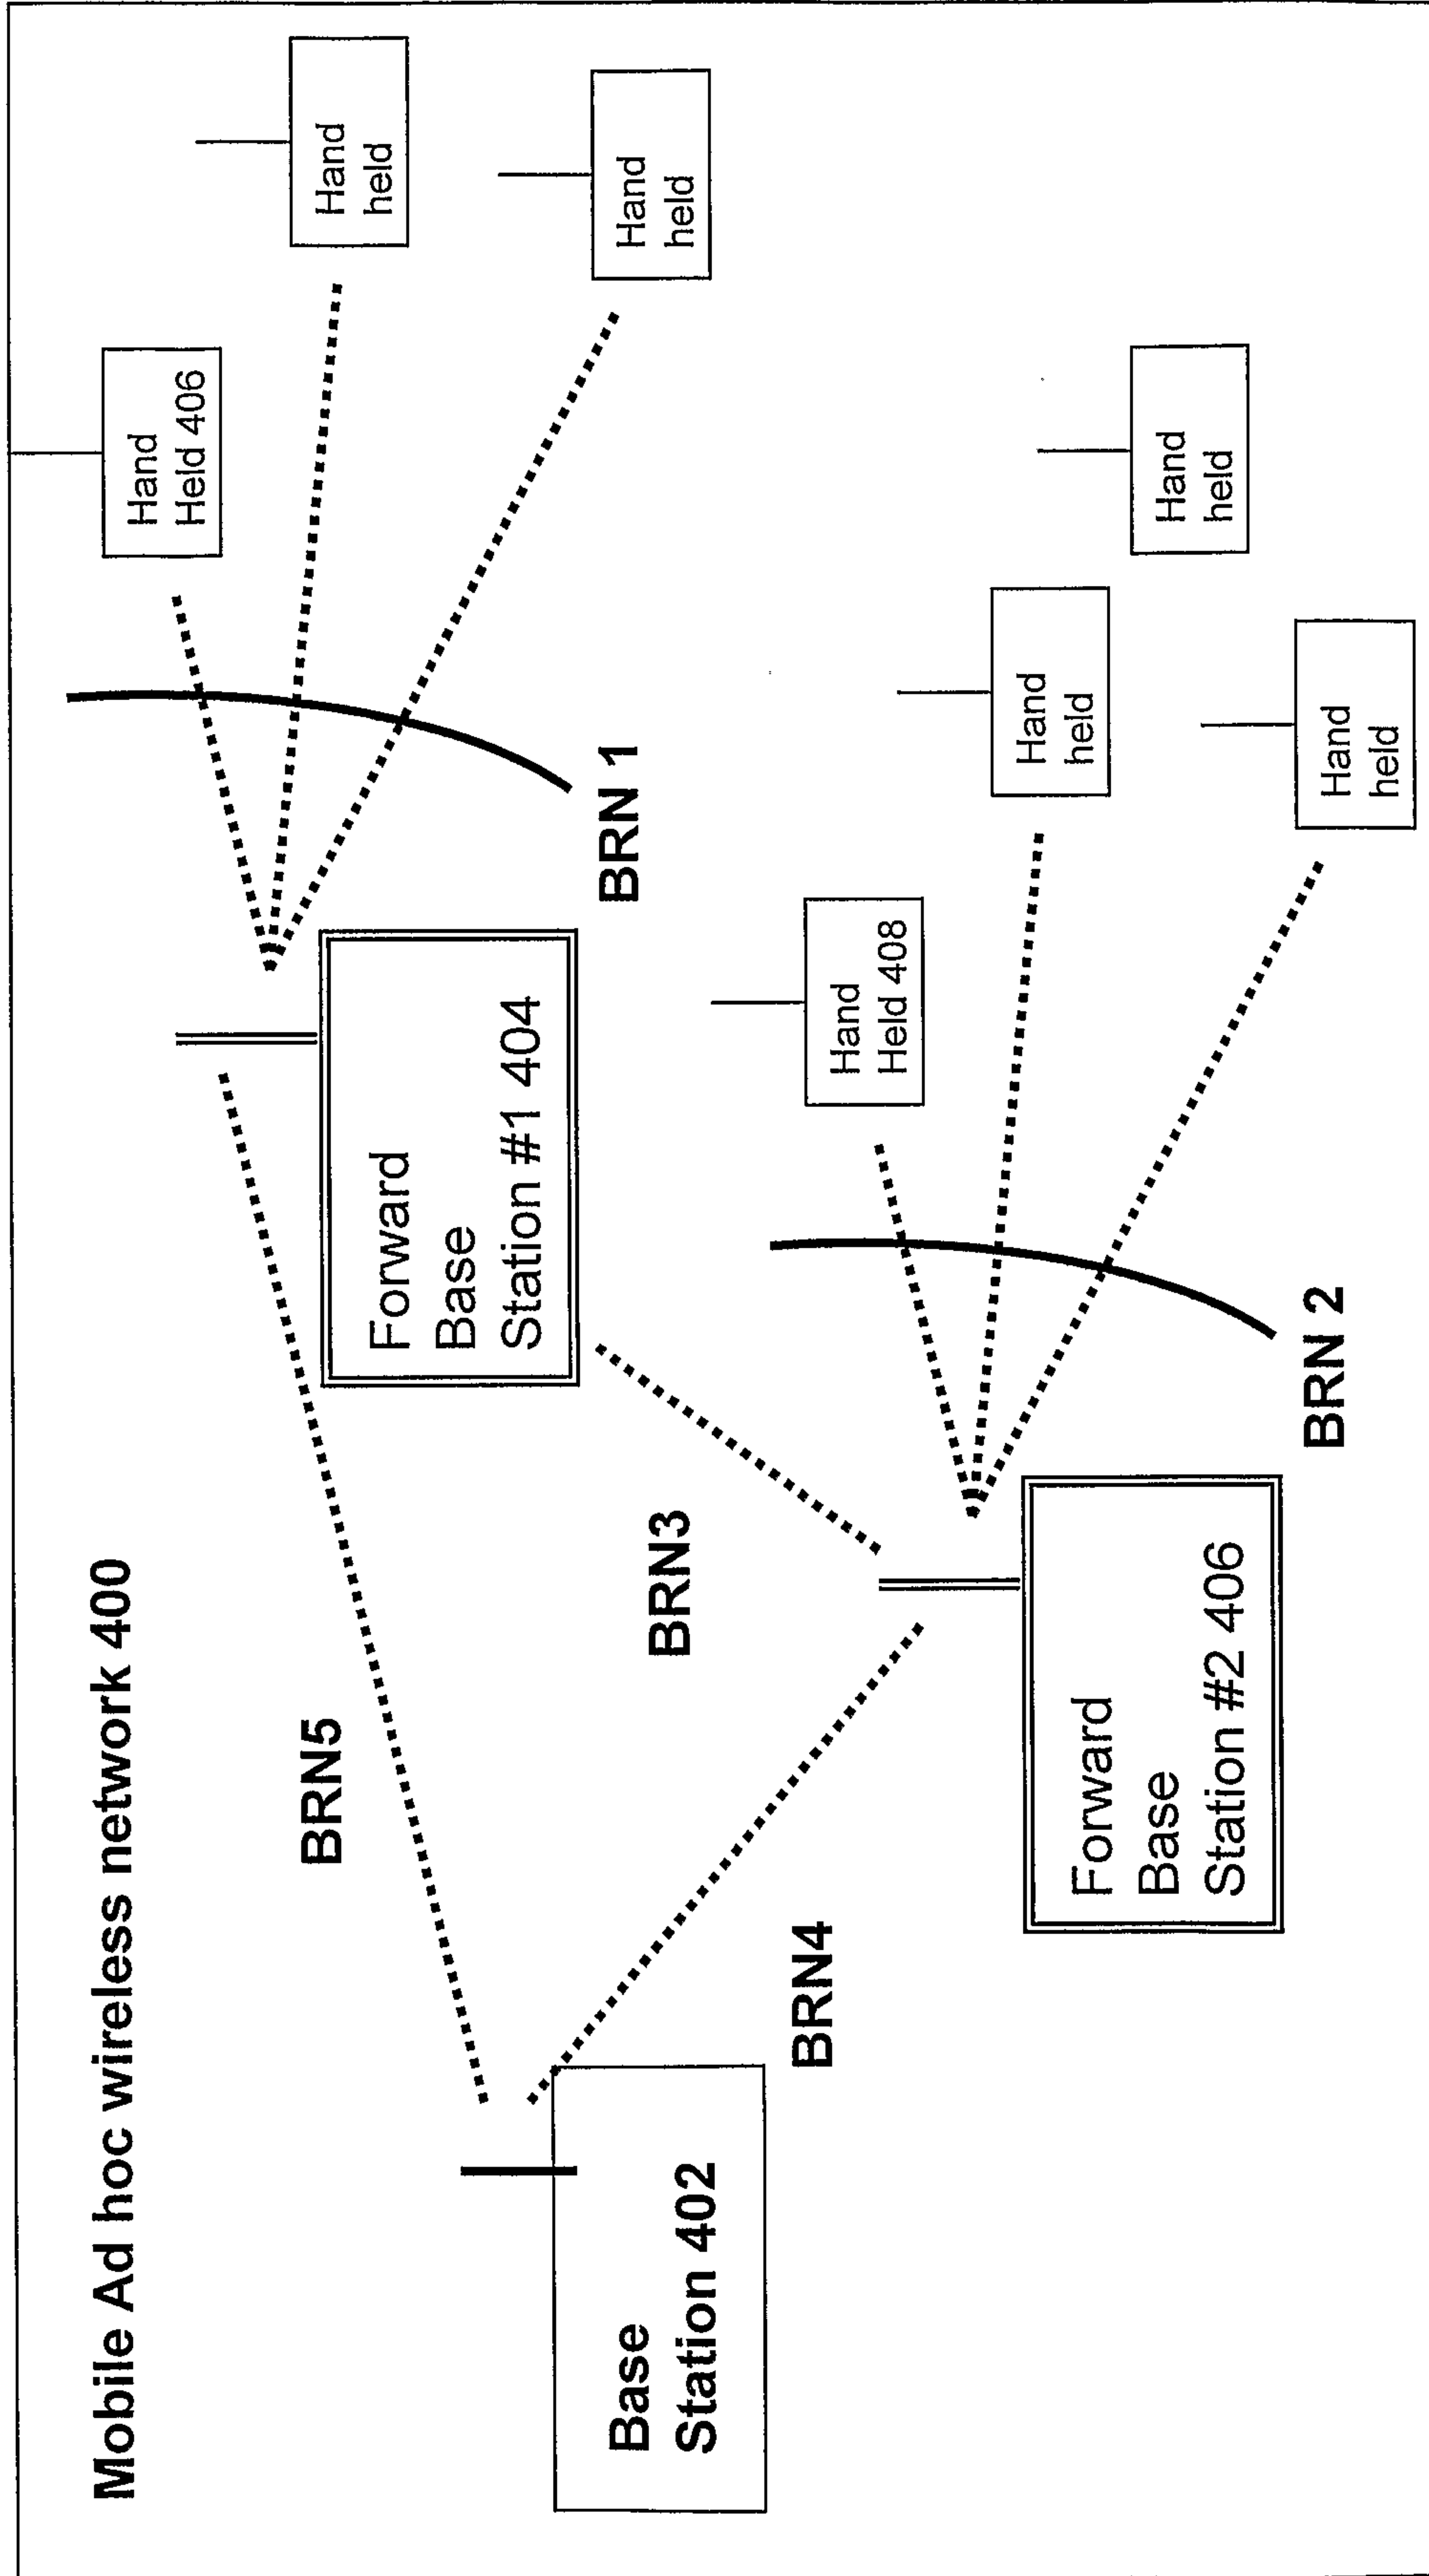 Mobile Ad hoc wireless network 400
Hand
Held 406
Hand
held
Hand
held
BRN5
Forward
Base
Station #1 404
BRN 1
BRN3
Base
Station 402
BRN4
Hand
Held 408
Hand
held
Hand
held
Hand
held
Forward
Base
Station #2 406
BRN 2